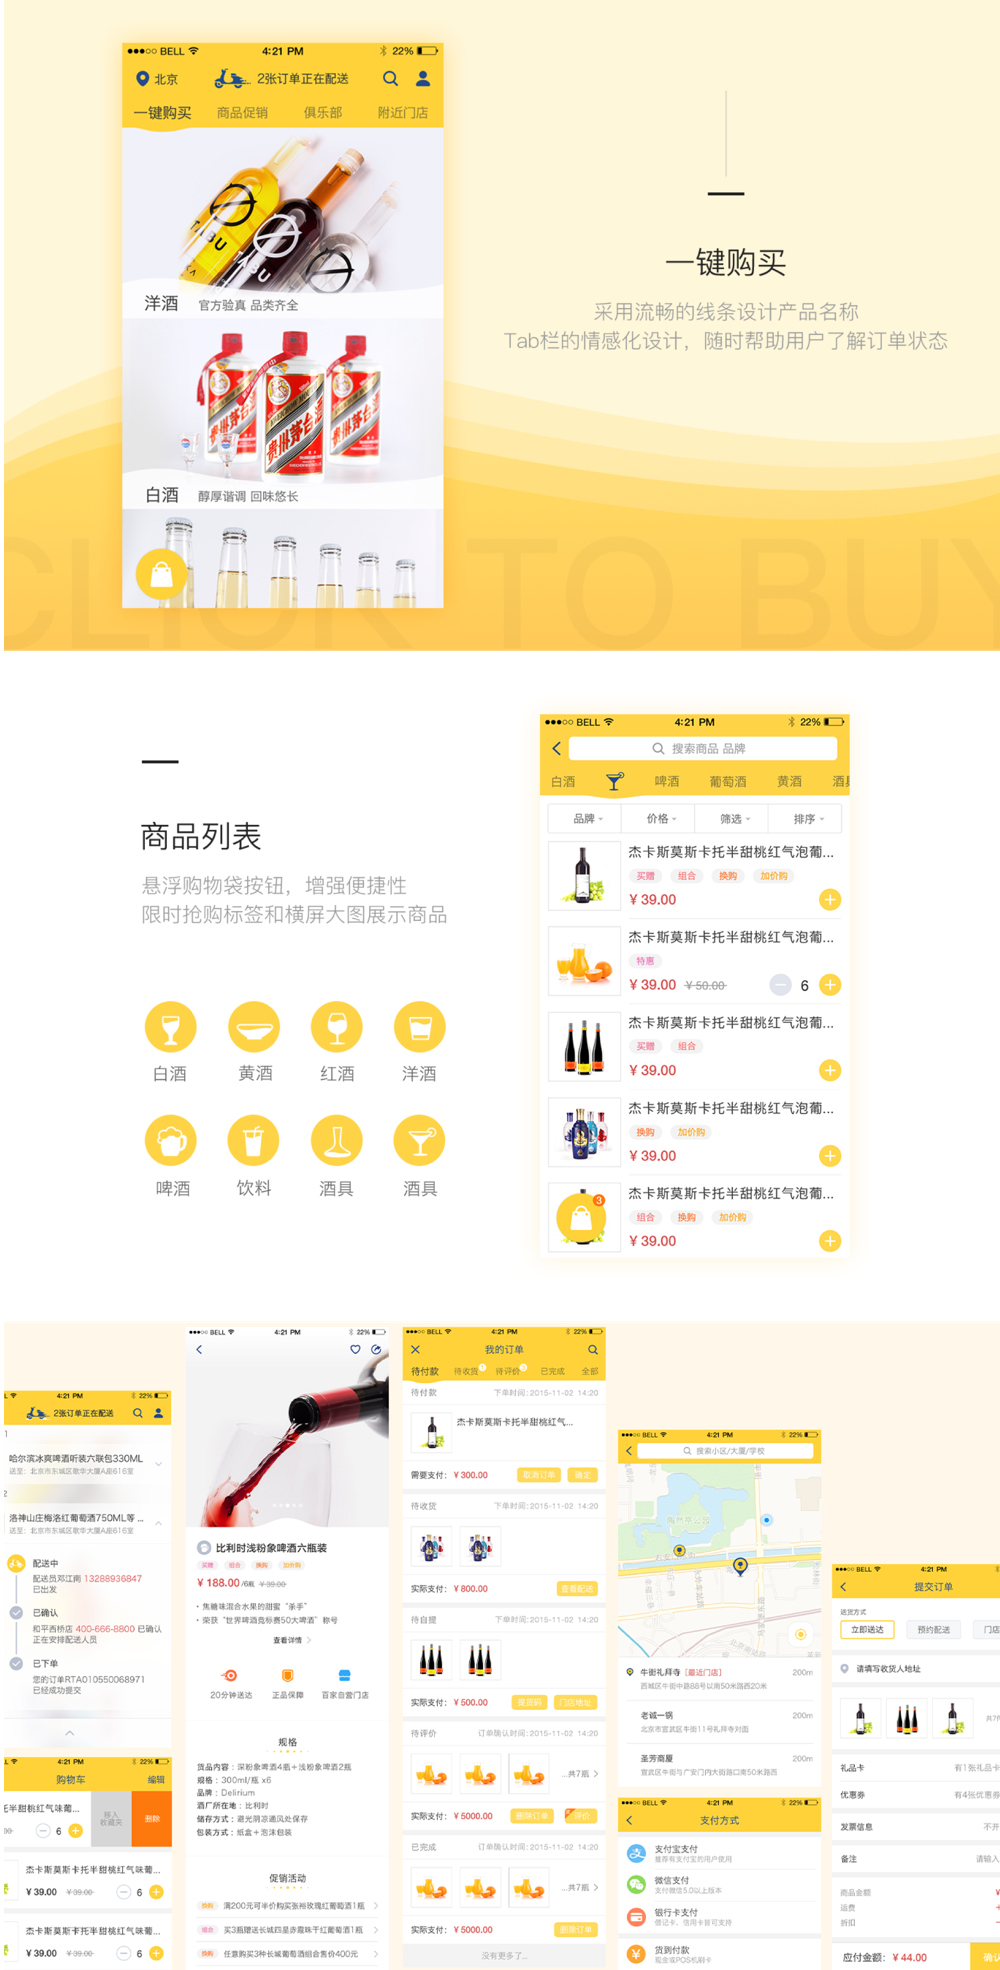 BELL 4:21 PM 22%
北京 2张订单正在配送
一键购买 商品促销 俱乐部 附近门店
TABU
TABU
洋酒 官方验真 品类齐全
贵州茅台酒
白酒 醇厚谐调 回味悠长
一键购买
采用流畅的线条设计产品名称
Tab栏的情感化设计，随时帮助用户了解订单状态
CLICK TO BUY
商品列表
悬浮购物袋按钮，增强便捷性
限时抢购标签和横屏大图展示商品
白酒 黄酒 红酒 洋酒
啤酒 饮料 酒具 酒具
BELL 4:21 PM 22%
搜索商品 品牌
白酒 啤酒 葡萄酒 黄酒 酒具
品牌 价格 筛选 排序
杰卡斯莫斯卡托半甜桃红气泡葡...
买赠 组合 换购 加价购
¥ 39.00
杰卡斯莫斯卡托半甜桃红气泡葡...
特惠
¥ 39.00 ¥ 50.00 6
杰卡斯莫斯卡托半甜桃红气泡葡...
买赠 组合
¥ 39.00
杰卡斯莫斯卡托半甜桃红气泡葡...
换购 加价购
¥ 39.00
3
杰卡斯莫斯卡托半甜桃红气泡葡...
组合 换购 加价购
¥ 39.00
4:21 PM 22%
2张订单正在配送
哈尔滨冰爽啤酒听装六联包330ML
送至：北京市东城区歌华大厦A座616室
洛神山庄梅洛红葡萄酒750ML等 ...
送至：北京市东城区歌华大厦A座616室
配送中
配送员邓江南 13288936847
已出发
已确认
和平西桥店 400-666-8800 已确认
正在安排配送人员
已下单
您的订单RTA010550068971
已经成功提交
4:21 PM 22%
购物车 编辑
半甜桃红气味葡...
6
移入
收藏夹
删除
杰卡斯莫斯卡托半甜桃红气味葡...
¥ 39.00 ¥ 39.00 6
杰卡斯莫斯卡托半甜桃红气味葡...
¥ 39.00 ¥ 39.00 6
BELL 4:21 PM 22%
比利时浅粉象啤酒六瓶装
买赠 组合 换购 加价购
¥ 188.00 /6瓶 ¥ 39.00
· 焦糖味混合水果的甜蜜“杀手”
· 荣获“世界啤酒竞标赛50大啤酒”称号
查看详情
20分钟送达 正品保障 百家自营门店
规格
货品内容：深粉象啤酒4瓶＋浅粉象啤酒2瓶
规格：300ml/瓶 x6
品牌：Delirium
酒厂所在地：比利时
储存方式：避光阴凉通风处保存
包装方式：纸盒＋泡沫包装
促销活动
换购 满200元可半价购买张裕玫瑰红葡萄酒1瓶
组合 买3瓶赠送长城四星赤霞珠干红葡萄酒1瓶
换购 任意购买3种长城葡萄酒组合售价400元
BELL 4:21 PM 22%
我的订单
待付款 待收货 待评价 已完成 全部
待付款 下单时间：2015-11-02 14:20
杰卡斯莫斯卡托半甜桃红气...
需要支付：¥ 300.00 取消订单 确定
待收货 下单时间：2015-11-02 14:20
实际支付：¥ 800.00 查看配送
待自提 下单时间：2015-11-02 14:20
实际支付：¥ 500.00 提货码 门店地址
待评价 订单确认时间：2015-11-02 14:20
...共7瓶
实际支付：¥ 5000.00 删除订单 评价
已完成 订单确认时间：2015-11-02 14:20
...共7瓶
实际支付：¥ 5000.00 删除订单
没有更多了...
BELL 4:21 PM 22%
搜索小区/大厦/学校
陶然亭公园
牛街礼拜寺［最近门店］ 200m
西城区牛街中路88号以南50米路西20米
老诚一锅 200m
北京市宣武区牛街11号礼拜寺对面
圣芳商厦 200m
宣武区牛街与广安门内大街路口南50米路西
BELL 4:21 PM 22%
支付方式
支付宝支付
推荐有支付宝的用户使用
微信支付
支付微信5.0以上版本
银行卡支付
借记卡、信用卡皆可支持
货到付款
现金或POS机刷卡
BELL 4:21 PM
提交订单
送货方式
立即送达 预约配送 门店
请填写收货人地址
共7件
礼品卡 有1张礼品卡
优惠券 有4张优惠券
发票信息 不开
备注 请输入
商品金额
运费
折扣
应付金额：¥ 44.00 确认